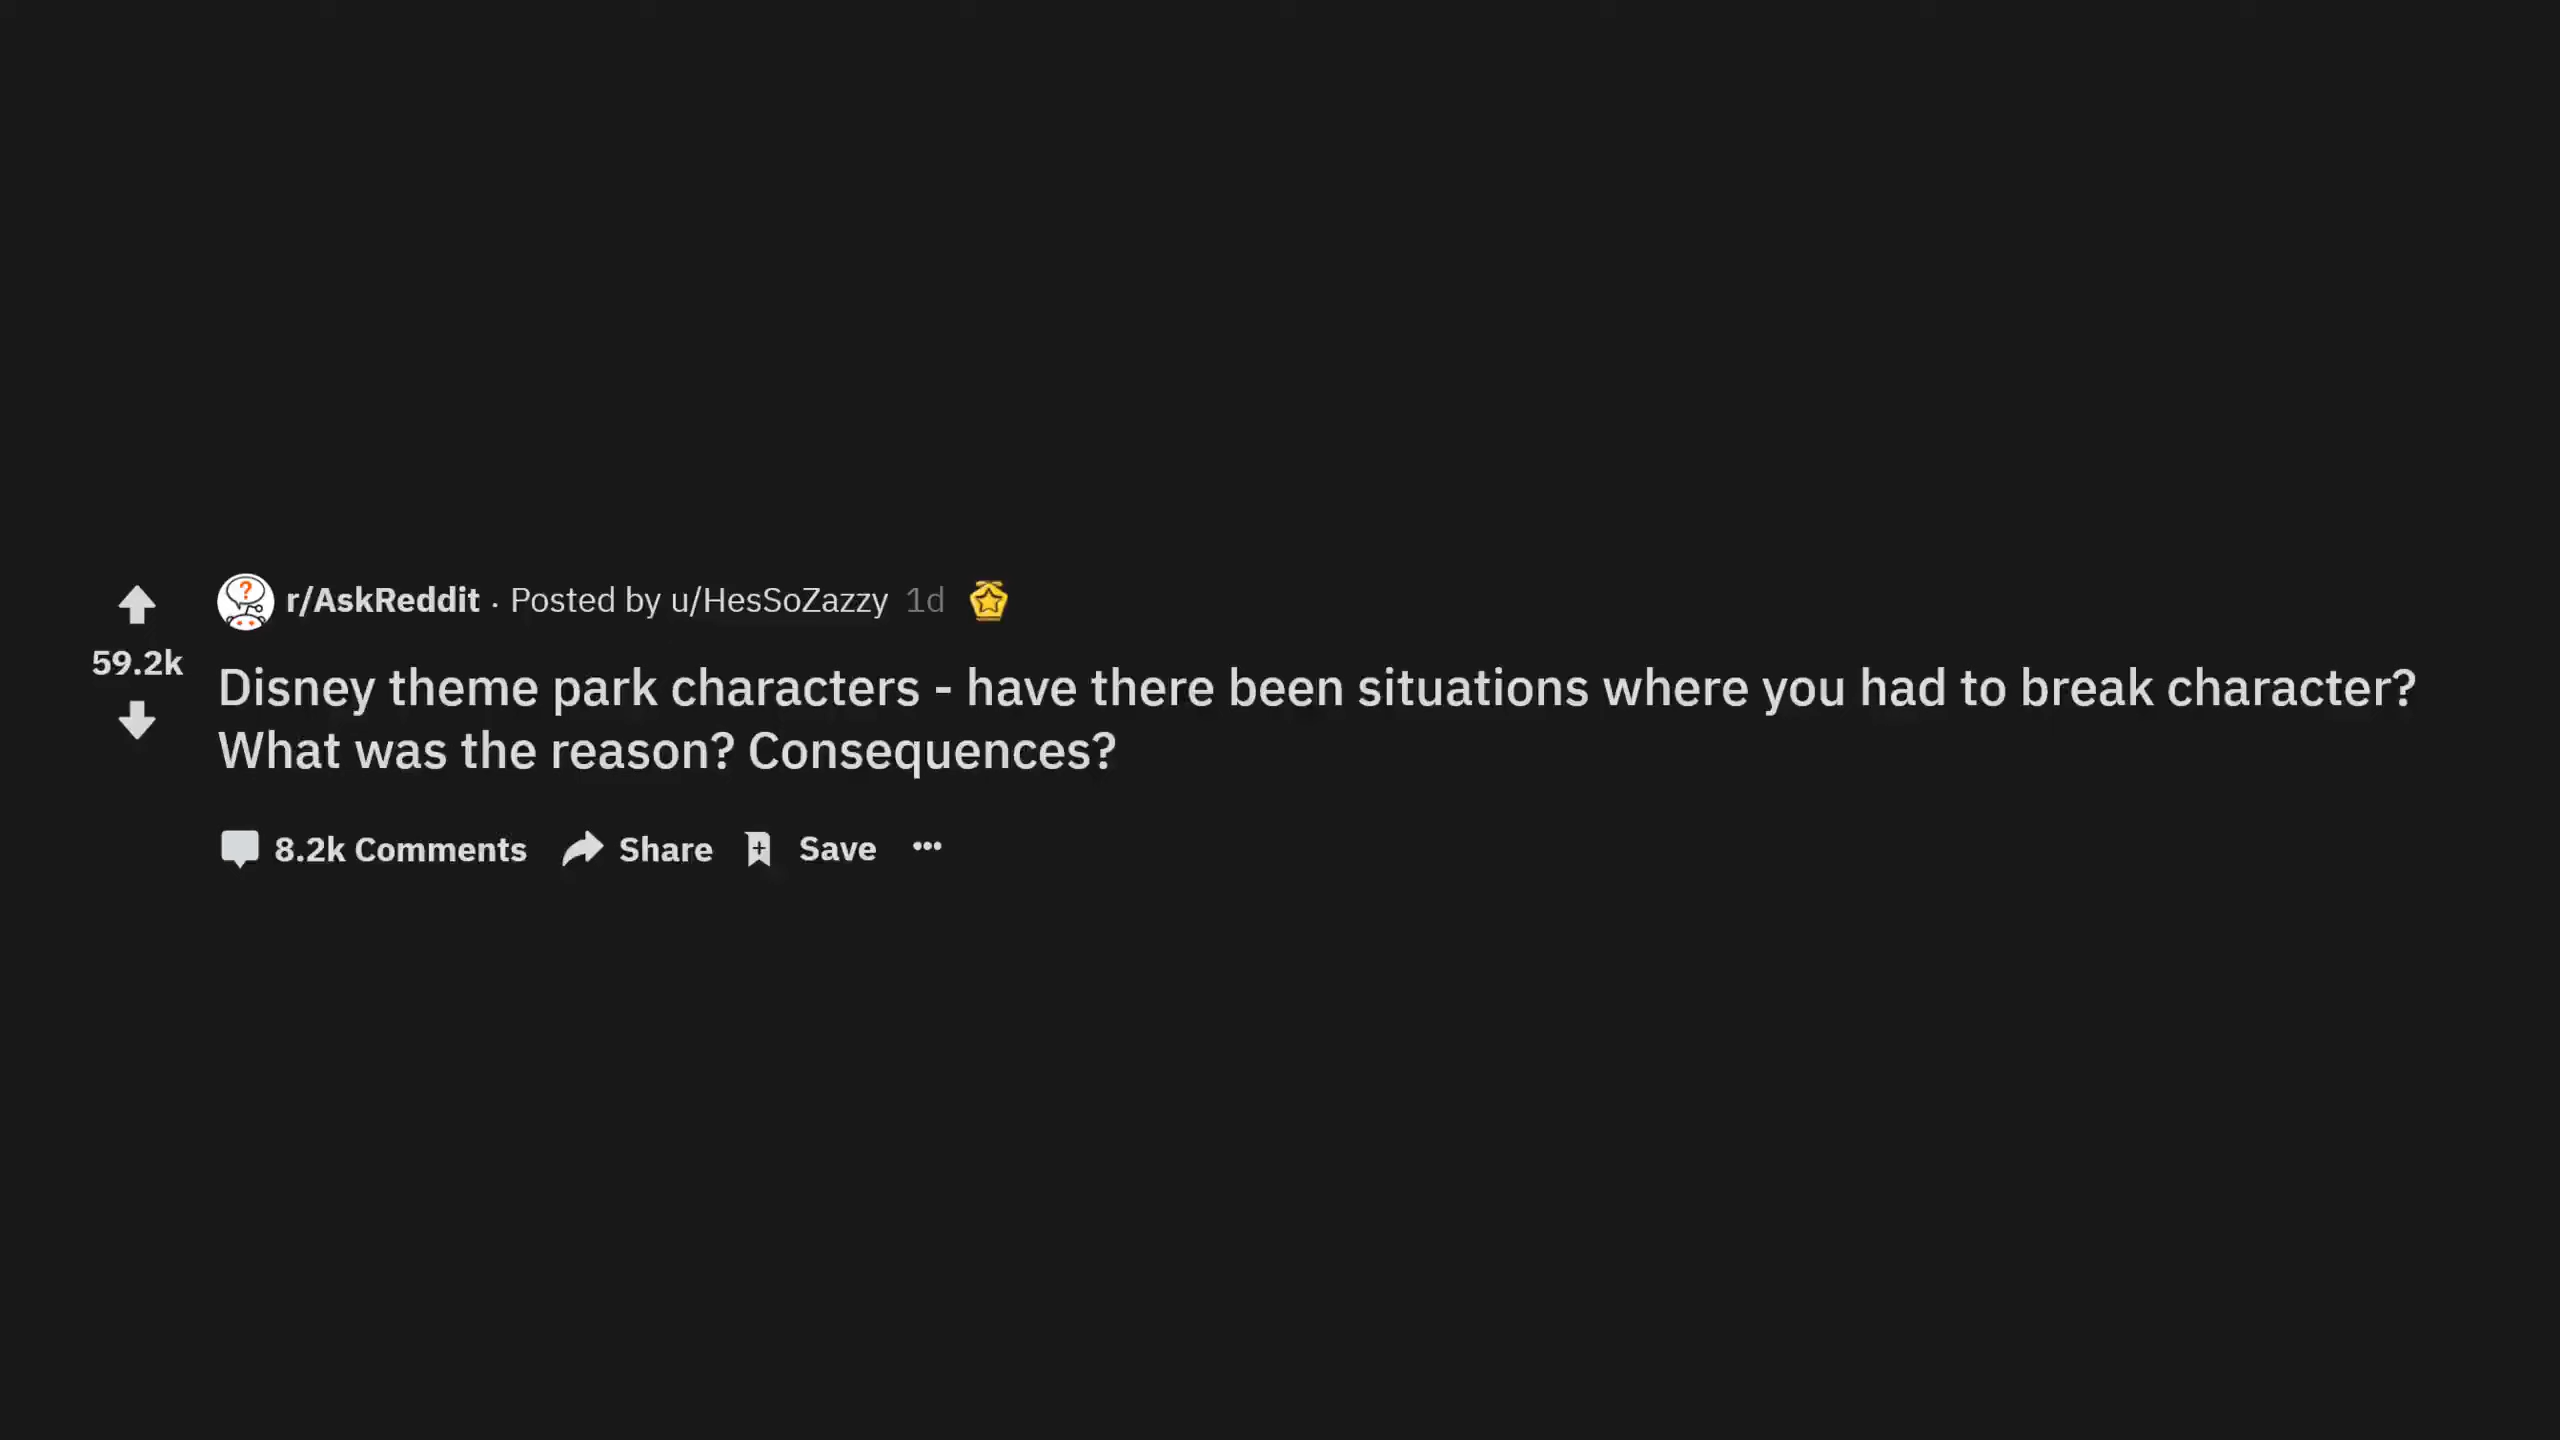 r/AskReddit · Posted by u/HesSoZazzy 1d
59.2k
Disney theme park characters - have there been situations where you had to break character?
What was the reason? Consequences?
8.2k Comments Share Save ···